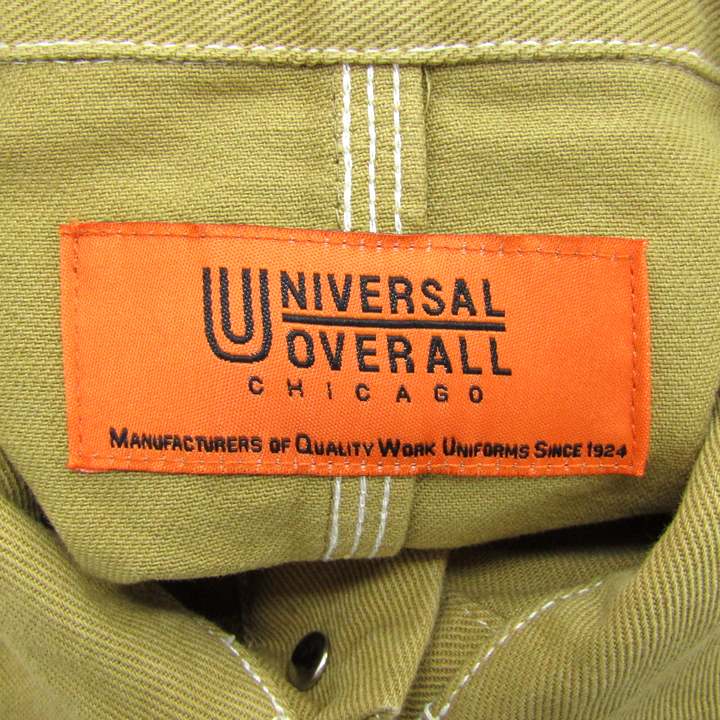 UNIVERSAL
OVERALL
CHICAGO
MANUFACTURERS OF QUALITY WORK UNIFORMS SINCE 1924